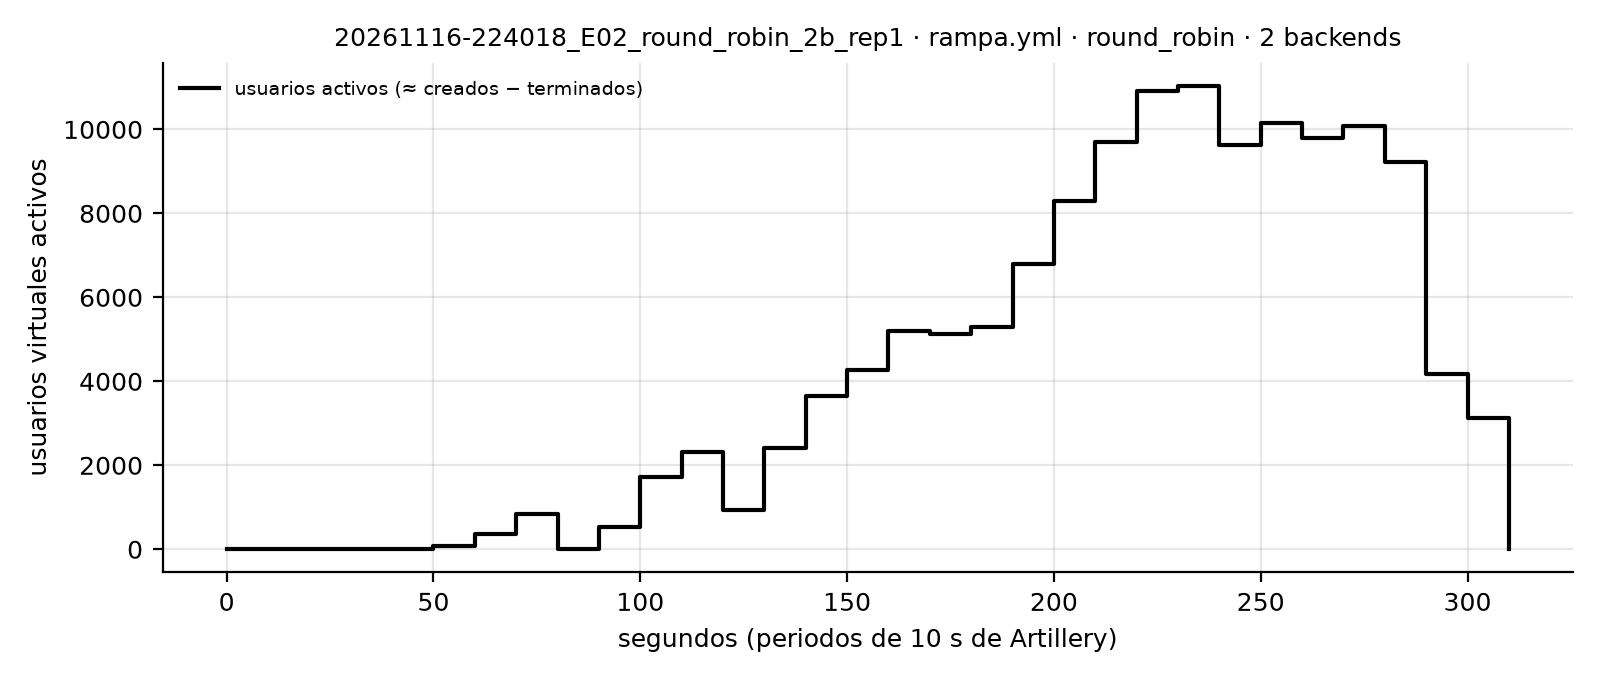 20261116-224018_E02_round_robin_2b_rep1 · rampa.yml · round_robin · 2 backends
usuarios activos (≈ creados − terminados)
usuarios virtuales activos
10000
8000
6000
4000
2000
0
0 50 100 150 200 250 300
segundos (periodos de 10 s de Artillery)